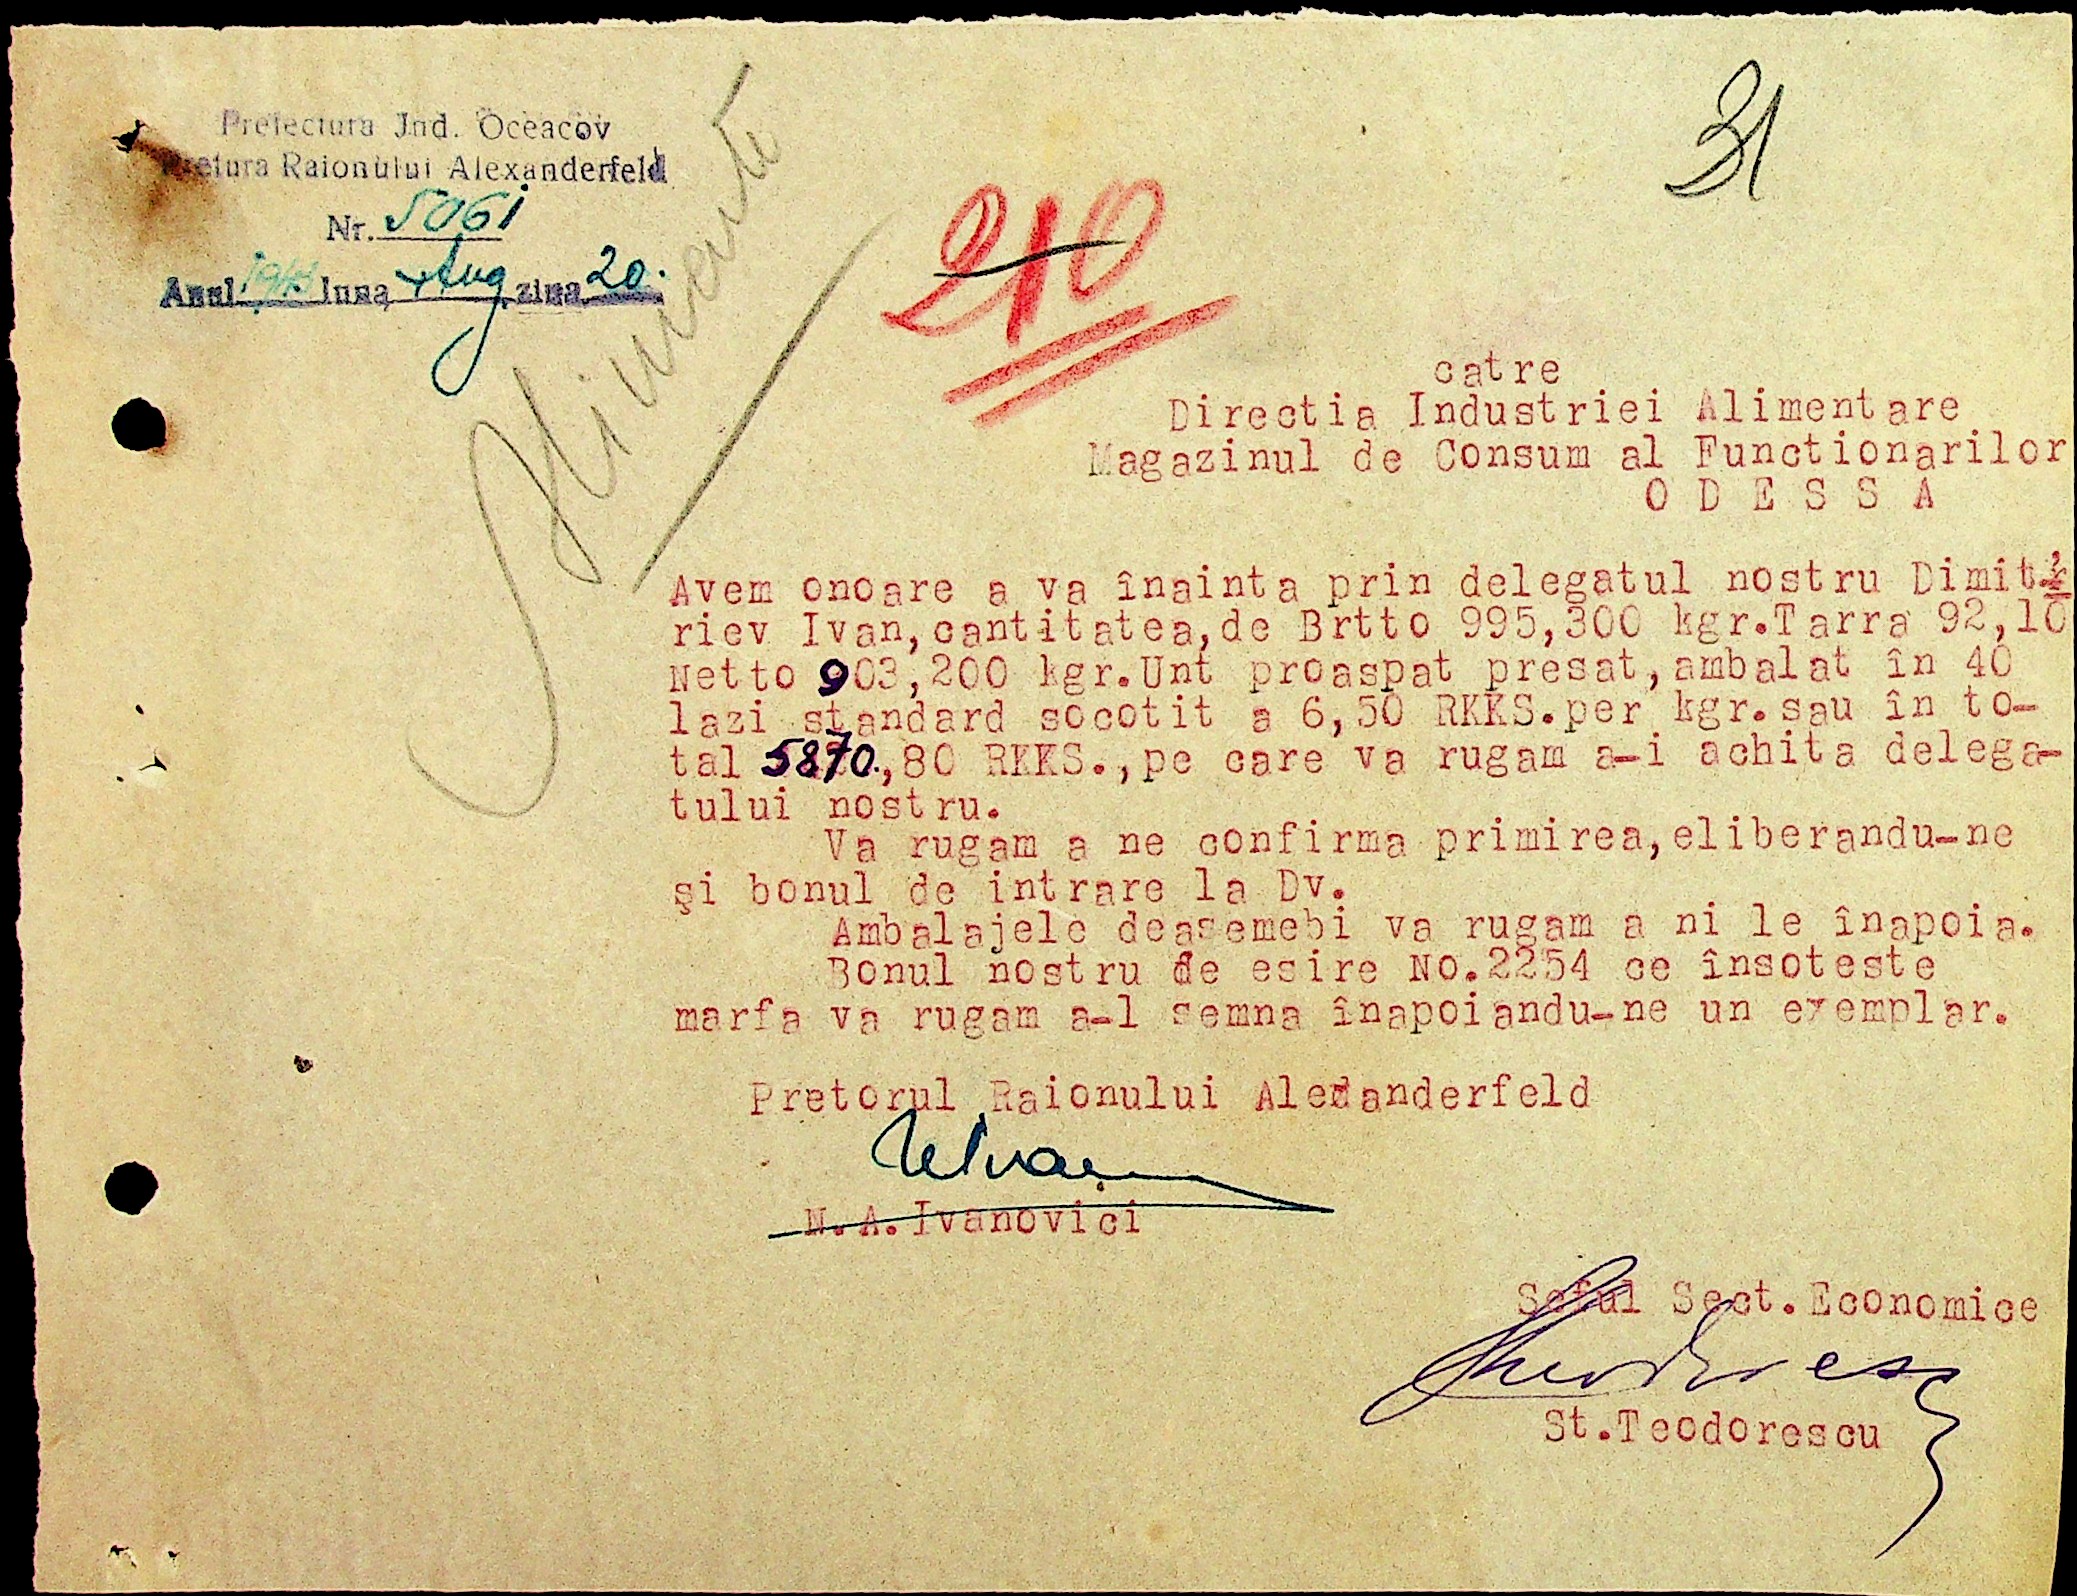 Prefectura Jud. Oceacov
Pretura Raionului Alexanderfeld
Nr. 5061
Anul 1943 luna Aug ziua 20.
Alimente
210
31
catre
Directia Industriei Alimentare
Magazinul de Consum al Functionarilor
O D E S S A
Avem onoare a va înainta prin delegatul nostru Dimit-
riev Ivan,cantitatea,de Brtto 995,300 kgr.Tarra 92,10
Netto 903,200 kgr.Unt proaspat presat,ambalat în 40
lazi standard socotit a 6,50 RKKS.per kgr.sau în to-
tal 5870.,80 RKKS.,pe care va rugam a-i achita delega-
tului nostru.
Va rugam a ne confirma primirea,eliberandu-ne
şi bonul de intrare la Dv.
Ambalajele deasemebi va rugam a ni le înapoia.
Bonul nostru de esire No.2254 ce însoteste
marfa va rugam a-l semna înapoiandu-ne un exemplar.
Pretorul Raionului Alexanderfeld
N.A.Ivanovici
Seful Sect.Economice
St.Teodorescu